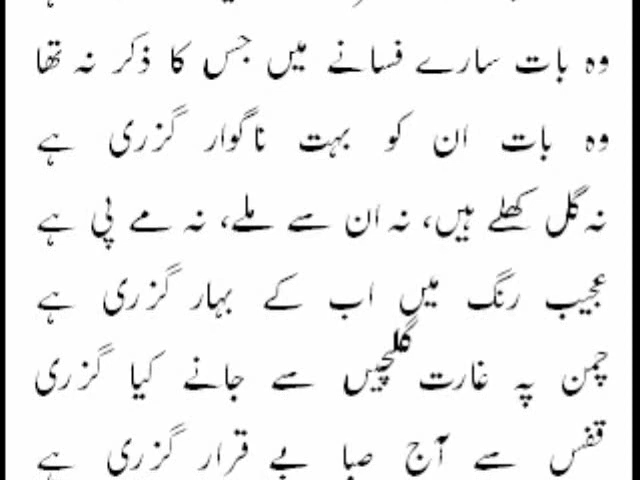 وہ بات سارے فسانے میں جس کا ذکر نہ تھا
وہ بات ان کو بہت ناگوار گزری ہے
نہ گل کھلے ہیں، نہ ان سے ملے، نہ مے پی ہے
عجیب رنگ میں اب کے بہار گزری ہے
چمن پہ غارت گلچیں سے جانے کیا گزری
قفس سے آج صبا بے قرار گزری ہے